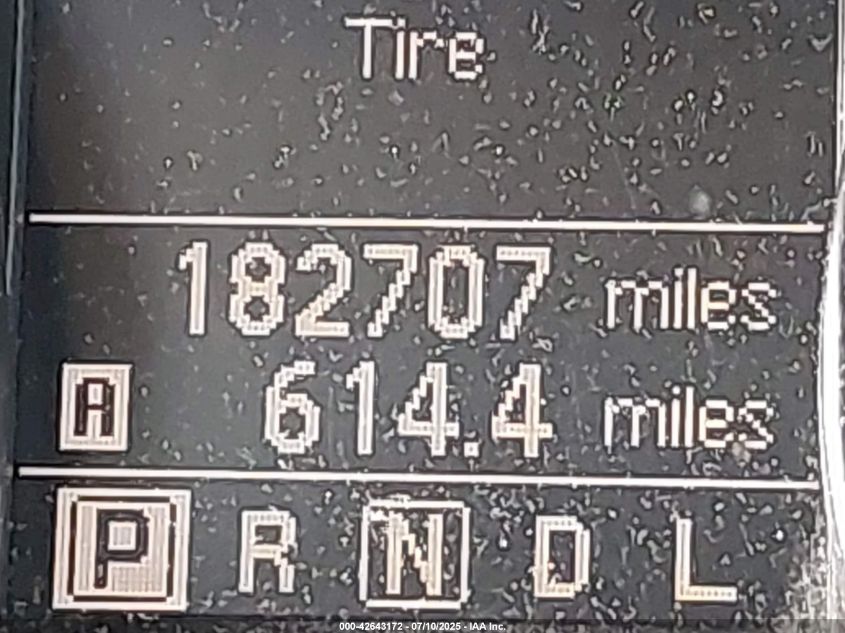 Tire
182707 miles
A 614.4 miles
P R N D L
000-42643172 - 07/10/2025 - IAA Inc.